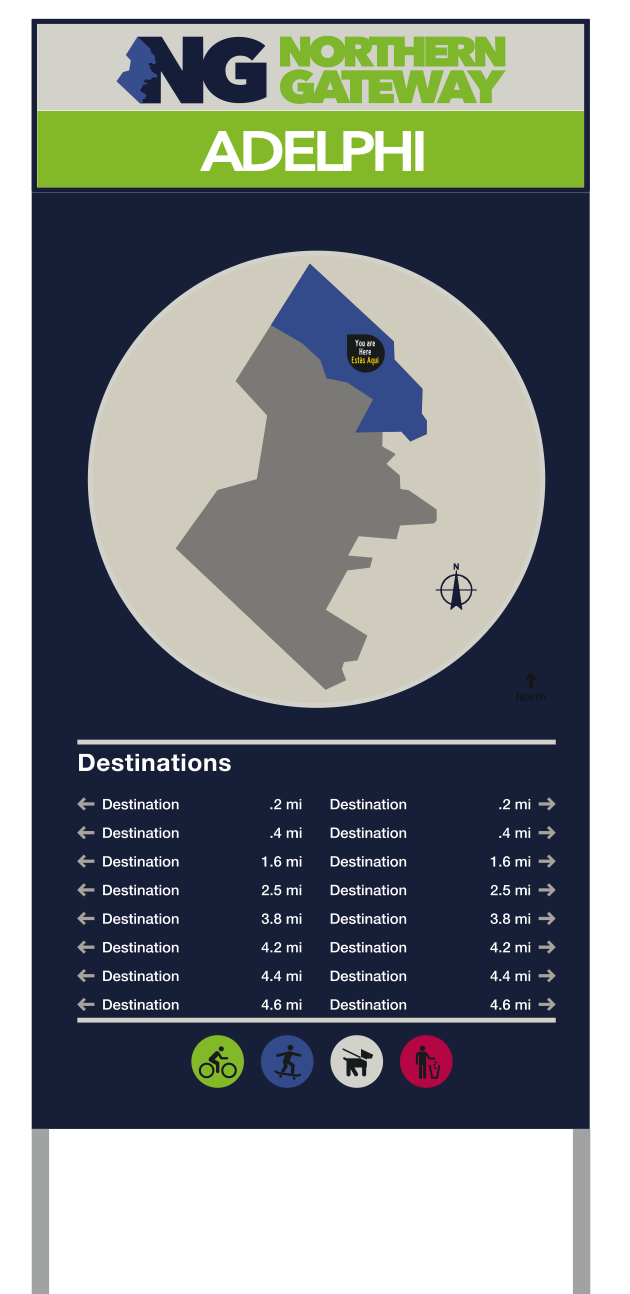 NG NORTHERN
GATEWAY
ADELPHI
You are
Here
Estás Aquí
N
North
Destinations
Destination .2 mi Destination .2 mi
Destination .4 mi Destination .4 mi
Destination 1.6 mi Destination 1.6 mi
Destination 2.5 mi Destination 2.5 mi
Destination 3.8 mi Destination 3.8 mi
Destination 4.2 mi Destination 4.2 mi
Destination 4.4 mi Destination 4.4 mi
Destination 4.6 mi Destination 4.6 mi